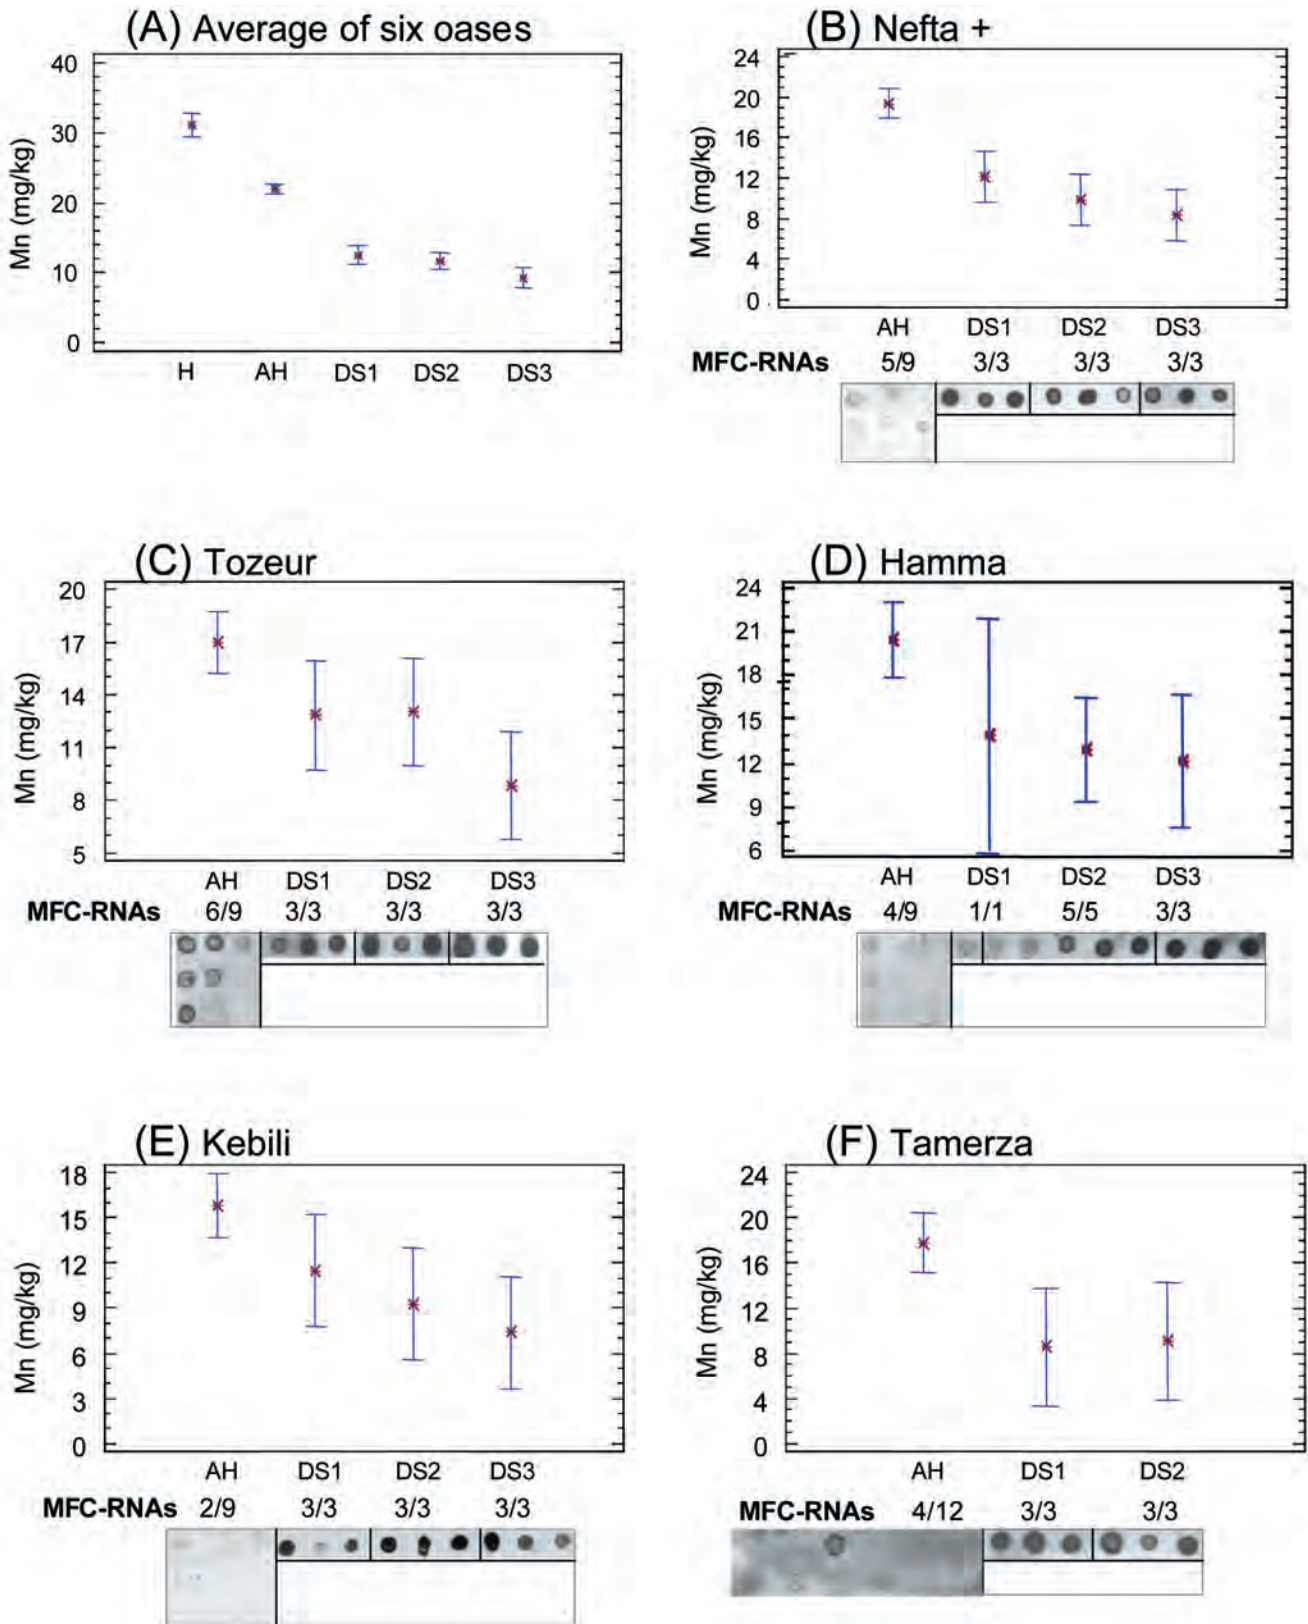 (A) Average of six oases
40
30
20
10
0
Mn (mg/kg)
H AH DS1 DS2 DS3
(B) Nefta +
24
20
16
12
8
4
0
Mn (mg/kg)
AH DS1 DS2 DS3
MFC-RNAs 5/9 3/3 3/3 3/3
(C) Tozeur
20
17
14
11
8
5
Mn (mg/kg)
AH DS1 DS2 DS3
MFC-RNAs 6/9 3/3 3/3 3/3
(D) Hamma
24
21
18
15
12
9
6
Mn (mg/kg)
AH DS1 DS2 DS3
MFC-RNAs 4/9 1/1 5/5 3/3
(E) Kebili
18
15
12
9
6
3
0
Mn (mg/kg)
AH DS1 DS2 DS3
MFC-RNAs 2/9 3/3 3/3 3/3
(F) Tamerza
24
20
16
12
8
4
0
Mn (mg/kg)
AH DS1 DS2
MFC-RNAs 4/12 3/3 3/3